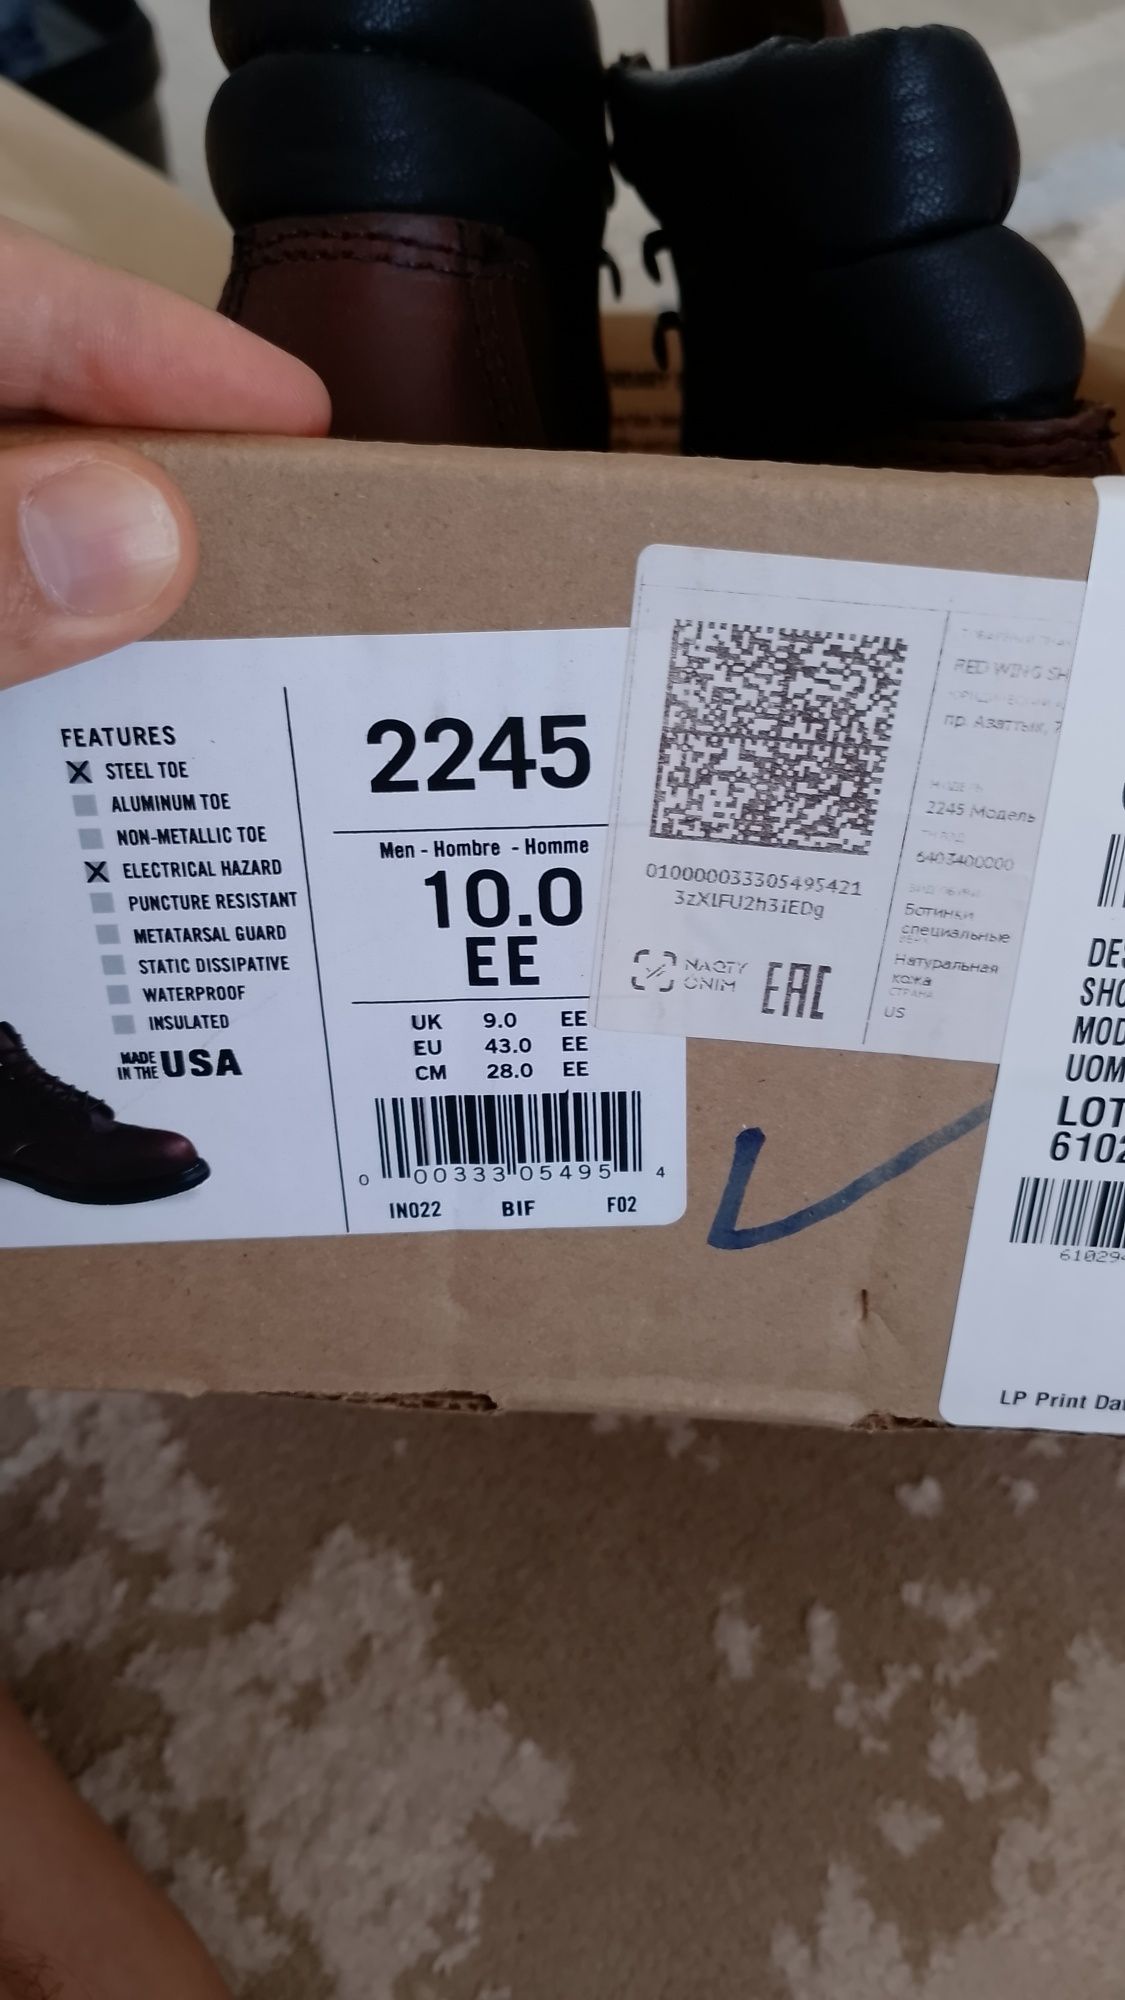 FEATURES
X STEEL TOE
ALUMINUM TOE
NON-METALLIC TOE
X ELECTRICAL HAZARD
PUNCTURE RESISTANT
METATARSAL GUARD
STATIC DISSIPATIVE
WATERPROOF
INSULATED
MADE IN THE USA
2245
Men - Hombre - Homme
10.0
EE
UK 9.0 EE
EU 43.0 EE
CM 28.0 EE
0 00333 05495 4
IN022 BIF F02
010000033305495421
3zXlFU2h3iEDg
NAQTY
ONIM
EAC
RED WING SH
пр. Азаттык, 7
2245 Модель
6403400000
Ботинки
специальные
Натуральная
кожа
СТРАНА
US
DES
SHO
MOD
UOM
LOT
6102
61029
LP Print Da